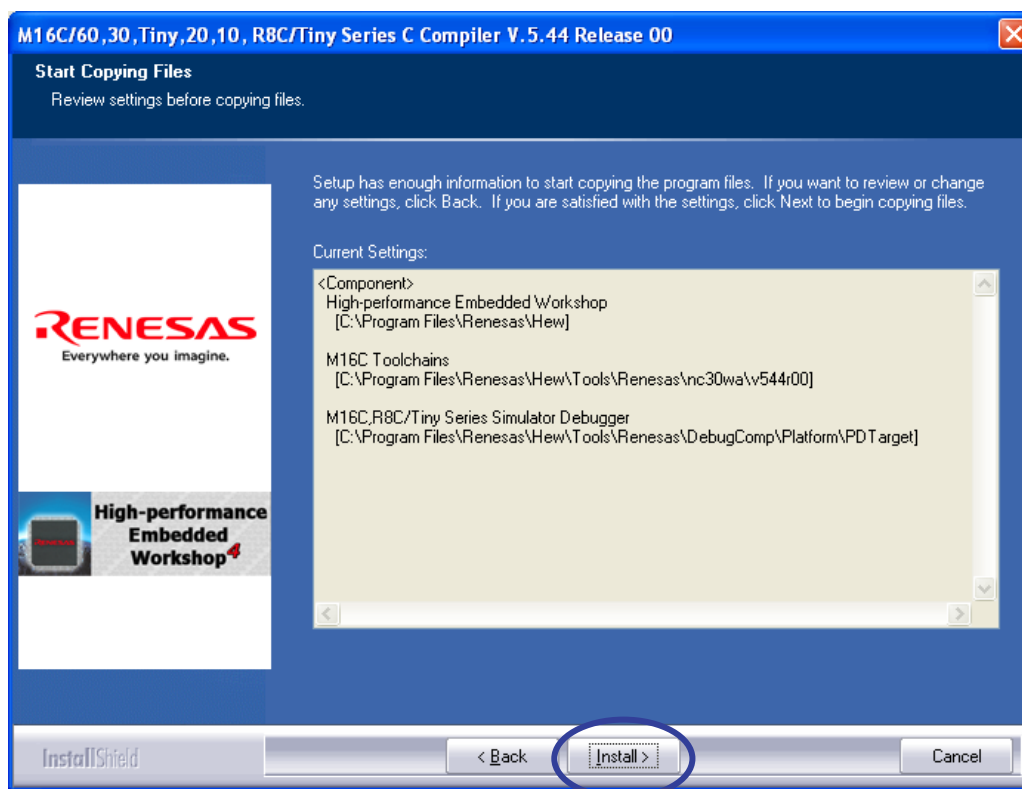 M16C/60,30,Tiny,20,10, R8C/Tiny Series C Compiler V.5.44 Release 00
Start Copying Files
Review settings before copying files.
Setup has enough information to start copying the program files. If you want to review or change
any settings, click Back. If you are satisfied with the settings, click Next to begin copying files.
Current Settings:
<Component>
High-performance Embedded Workshop
[C:\Program Files\Renesas\Hew]
M16C Toolchains
[C:\Program Files\Renesas\Hew\Tools\Renesas\nc30wa\v544r00]
M16C,R8C/Tiny Series Simulator Debugger
[C:\Program Files\Renesas\Hew\Tools\Renesas\DebugComp\Platform\PDTarget]
RENESAS
Everywhere you imagine.
RENESAS
High-performance
Embedded
Workshop4
InstallShield
< Back
Install >
Cancel